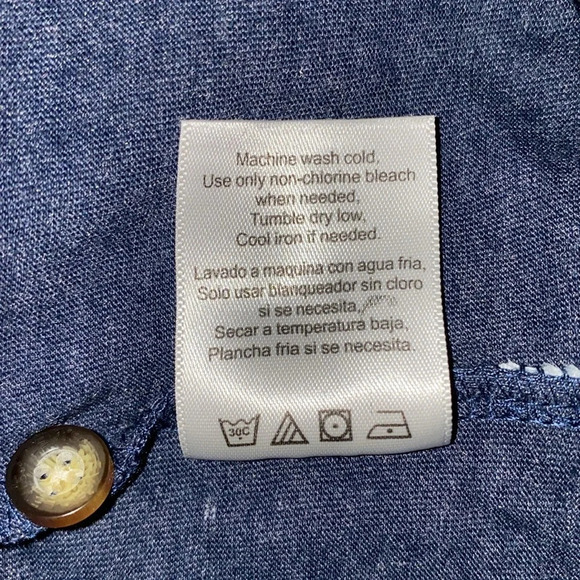 Machine wash cold,
Use only non-chlorine bleach
when needed,
Tumble dry low,
Cool iron if needed.
Lavado a maquina con agua fria,
Solo usar blanqueador sin cloro
si se necesita,
Secar a temperatura baja,
Plancha fria si se necesita.
30C